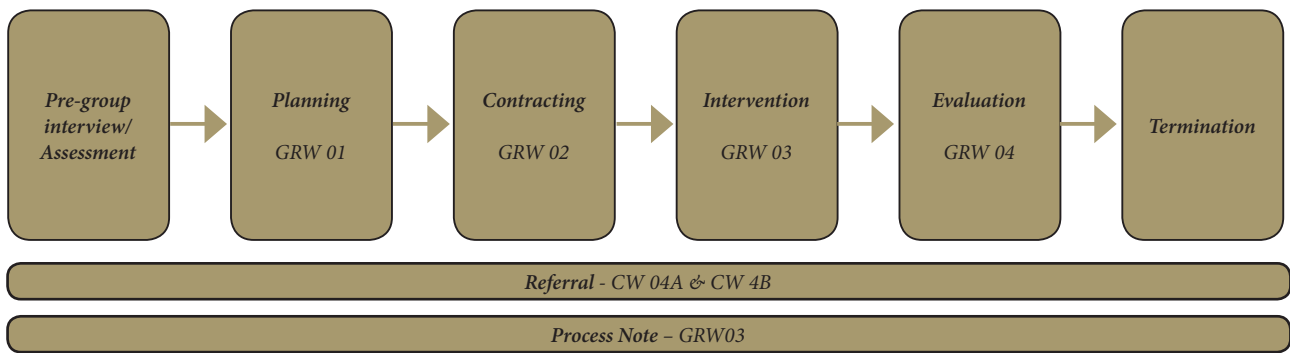 Pre-group
interview/
Assessment
Planning
GRW 01
Contracting
GRW 02
Intervention
GRW 03
Evaluation
GRW 04
Termination
Referral - CW 04A & CW 4B
Process Note – GRW03